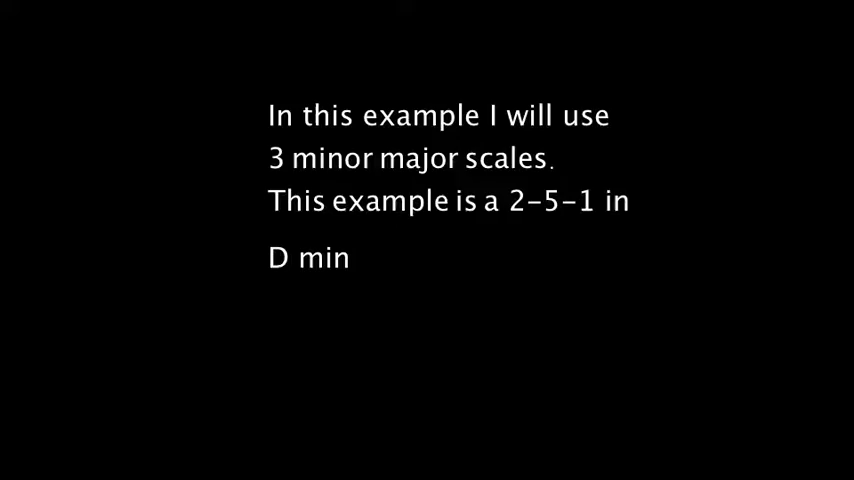 In this example I will use
3 minor major scales.
This example is a 2-5-1 in
D min